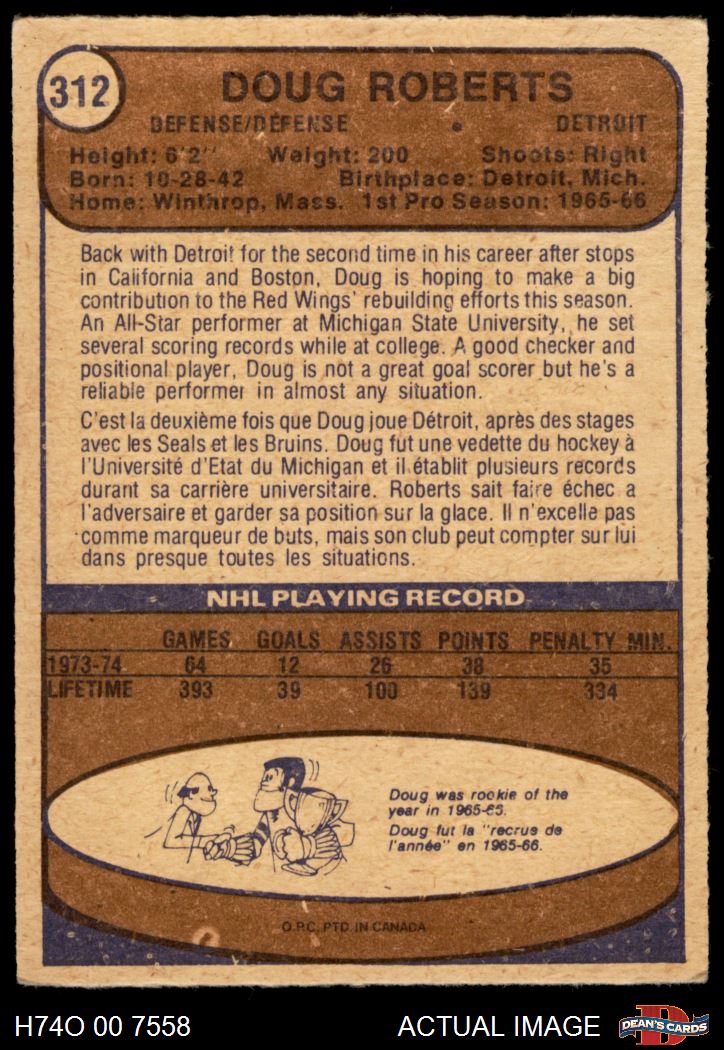 312
DOUG ROBERTS
DEFENSE/DÉFENSE • DETROIT
Height: 6'2" Weight: 200 Shoots: Right
Born: 10-28-42 Birthplace: Detroit, Mich.
Home: Winthrop, Mass. 1st Pro Season: 1965-66
Back with Detroit for the second time in his career after stops
in California and Boston, Doug is hoping to make a big
contribution to the Red Wings' rebuilding efforts this season.
An All-Star performer at Michigan State University, he set
several scoring records while at college. A good checker and
positional player, Doug is not a great goal scorer but he's a
reliable performer in almost any situation.
C'est la deuxième fois que Doug joue Détroit, après des stages
avec les Seals et les Bruins. Doug fut une vedette du hockey à
l'Université d'Etat du Michigan et il établit plusieurs records
durant sa carrière universitaire. Roberts sait faire échec a
l'adversaire et garder sa position sur la glace. Il n'excelle pas
comme marqueur de buts, mais son club peut compter sur lui
dans presque toutes les situations.
NHL PLAYING RECORD
GAMES GOALS ASSISTS POINTS PENALTY MIN.
1973-74 64 12 26 38 35
LIFETIME 393 39 100 139 334
Doug was rookie of the
year in 1965-66.
Doug fut la "recrue de
l'année" en 1965-66.
O.P.C. PTD. IN CANADA
H74O 00 7558 ACTUAL IMAGE DEAN'S CARDS